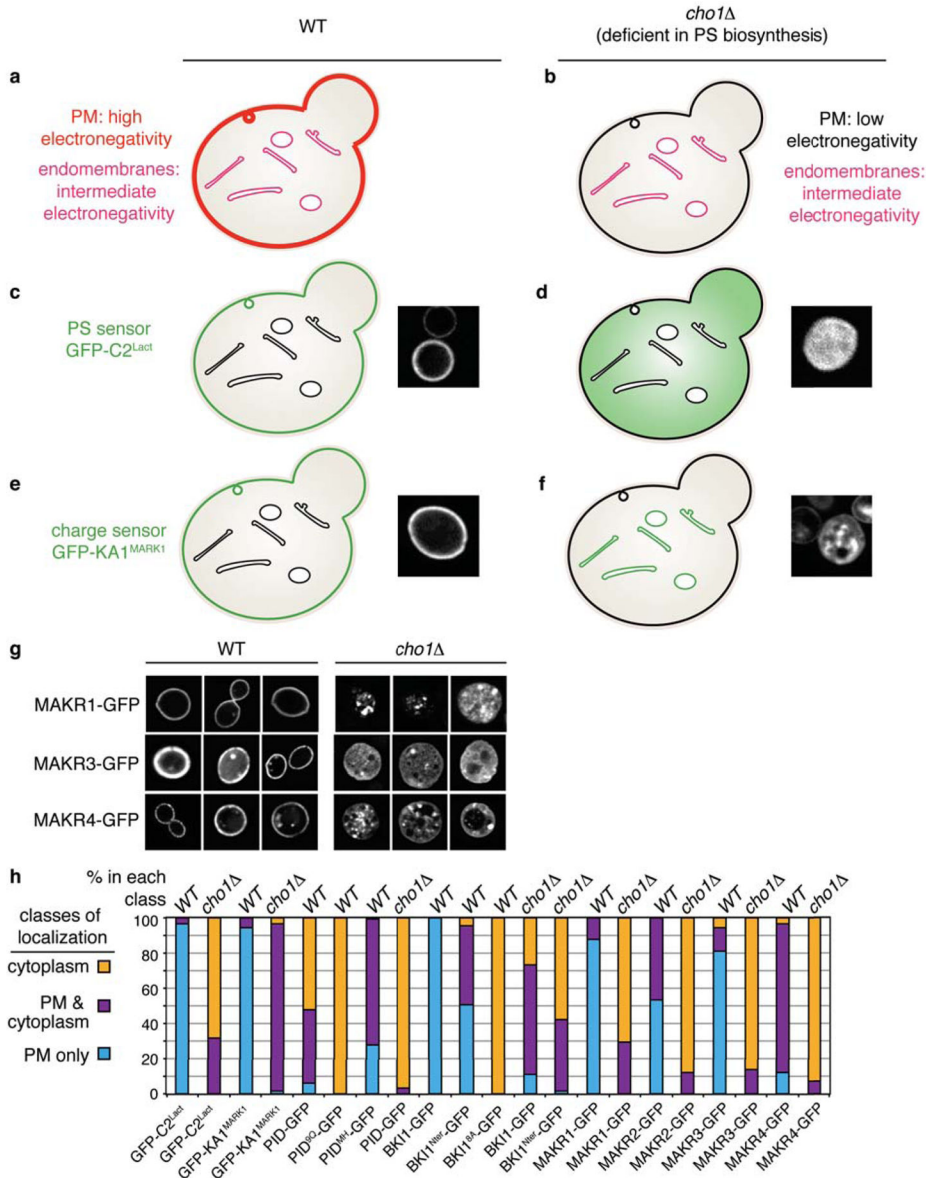 WT
cho1Δ
(deficient in PS biosynthesis)
a
b
PM: high
electronegativity
endomembranes:
intermediate
electronegativity
PM: low
electronegativity
endomembranes:
intermediate
electronegativity
c
d
PS sensor
GFP-C2Lact
e
f
charge sensor
GFP-KA1MARK1
g
WT
cho1Δ
MAKR1-GFP
MAKR3-GFP
MAKR4-GFP
h
% in each
class
WT cho1Δ WT cho1Δ WT WT WT cho1Δ WT WT WT cho1Δ cho1Δ WT cho1Δ WT cho1Δ WT cho1Δ WT cho1Δ
classes of
localization
cytoplasm
PM &
cytoplasm
PM only
100
80
60
40
20
0
GFP-C2Lact GFP-C2Lact GFP-KA1MARK1 GFP-KA1MARK1 PID-GFP PID9Q-GFP PIDMH-GFP PID-GFP BKI1-GFP BKI1Nter-GFP BKI18A-GFP BKI1-GFP BKI1Nter-GFP MAKR1-GFP MAKR1-GFP MAKR2-GFP MAKR2-GFP MAKR3-GFP MAKR3-GFP MAKR4-GFP MAKR4-GFP